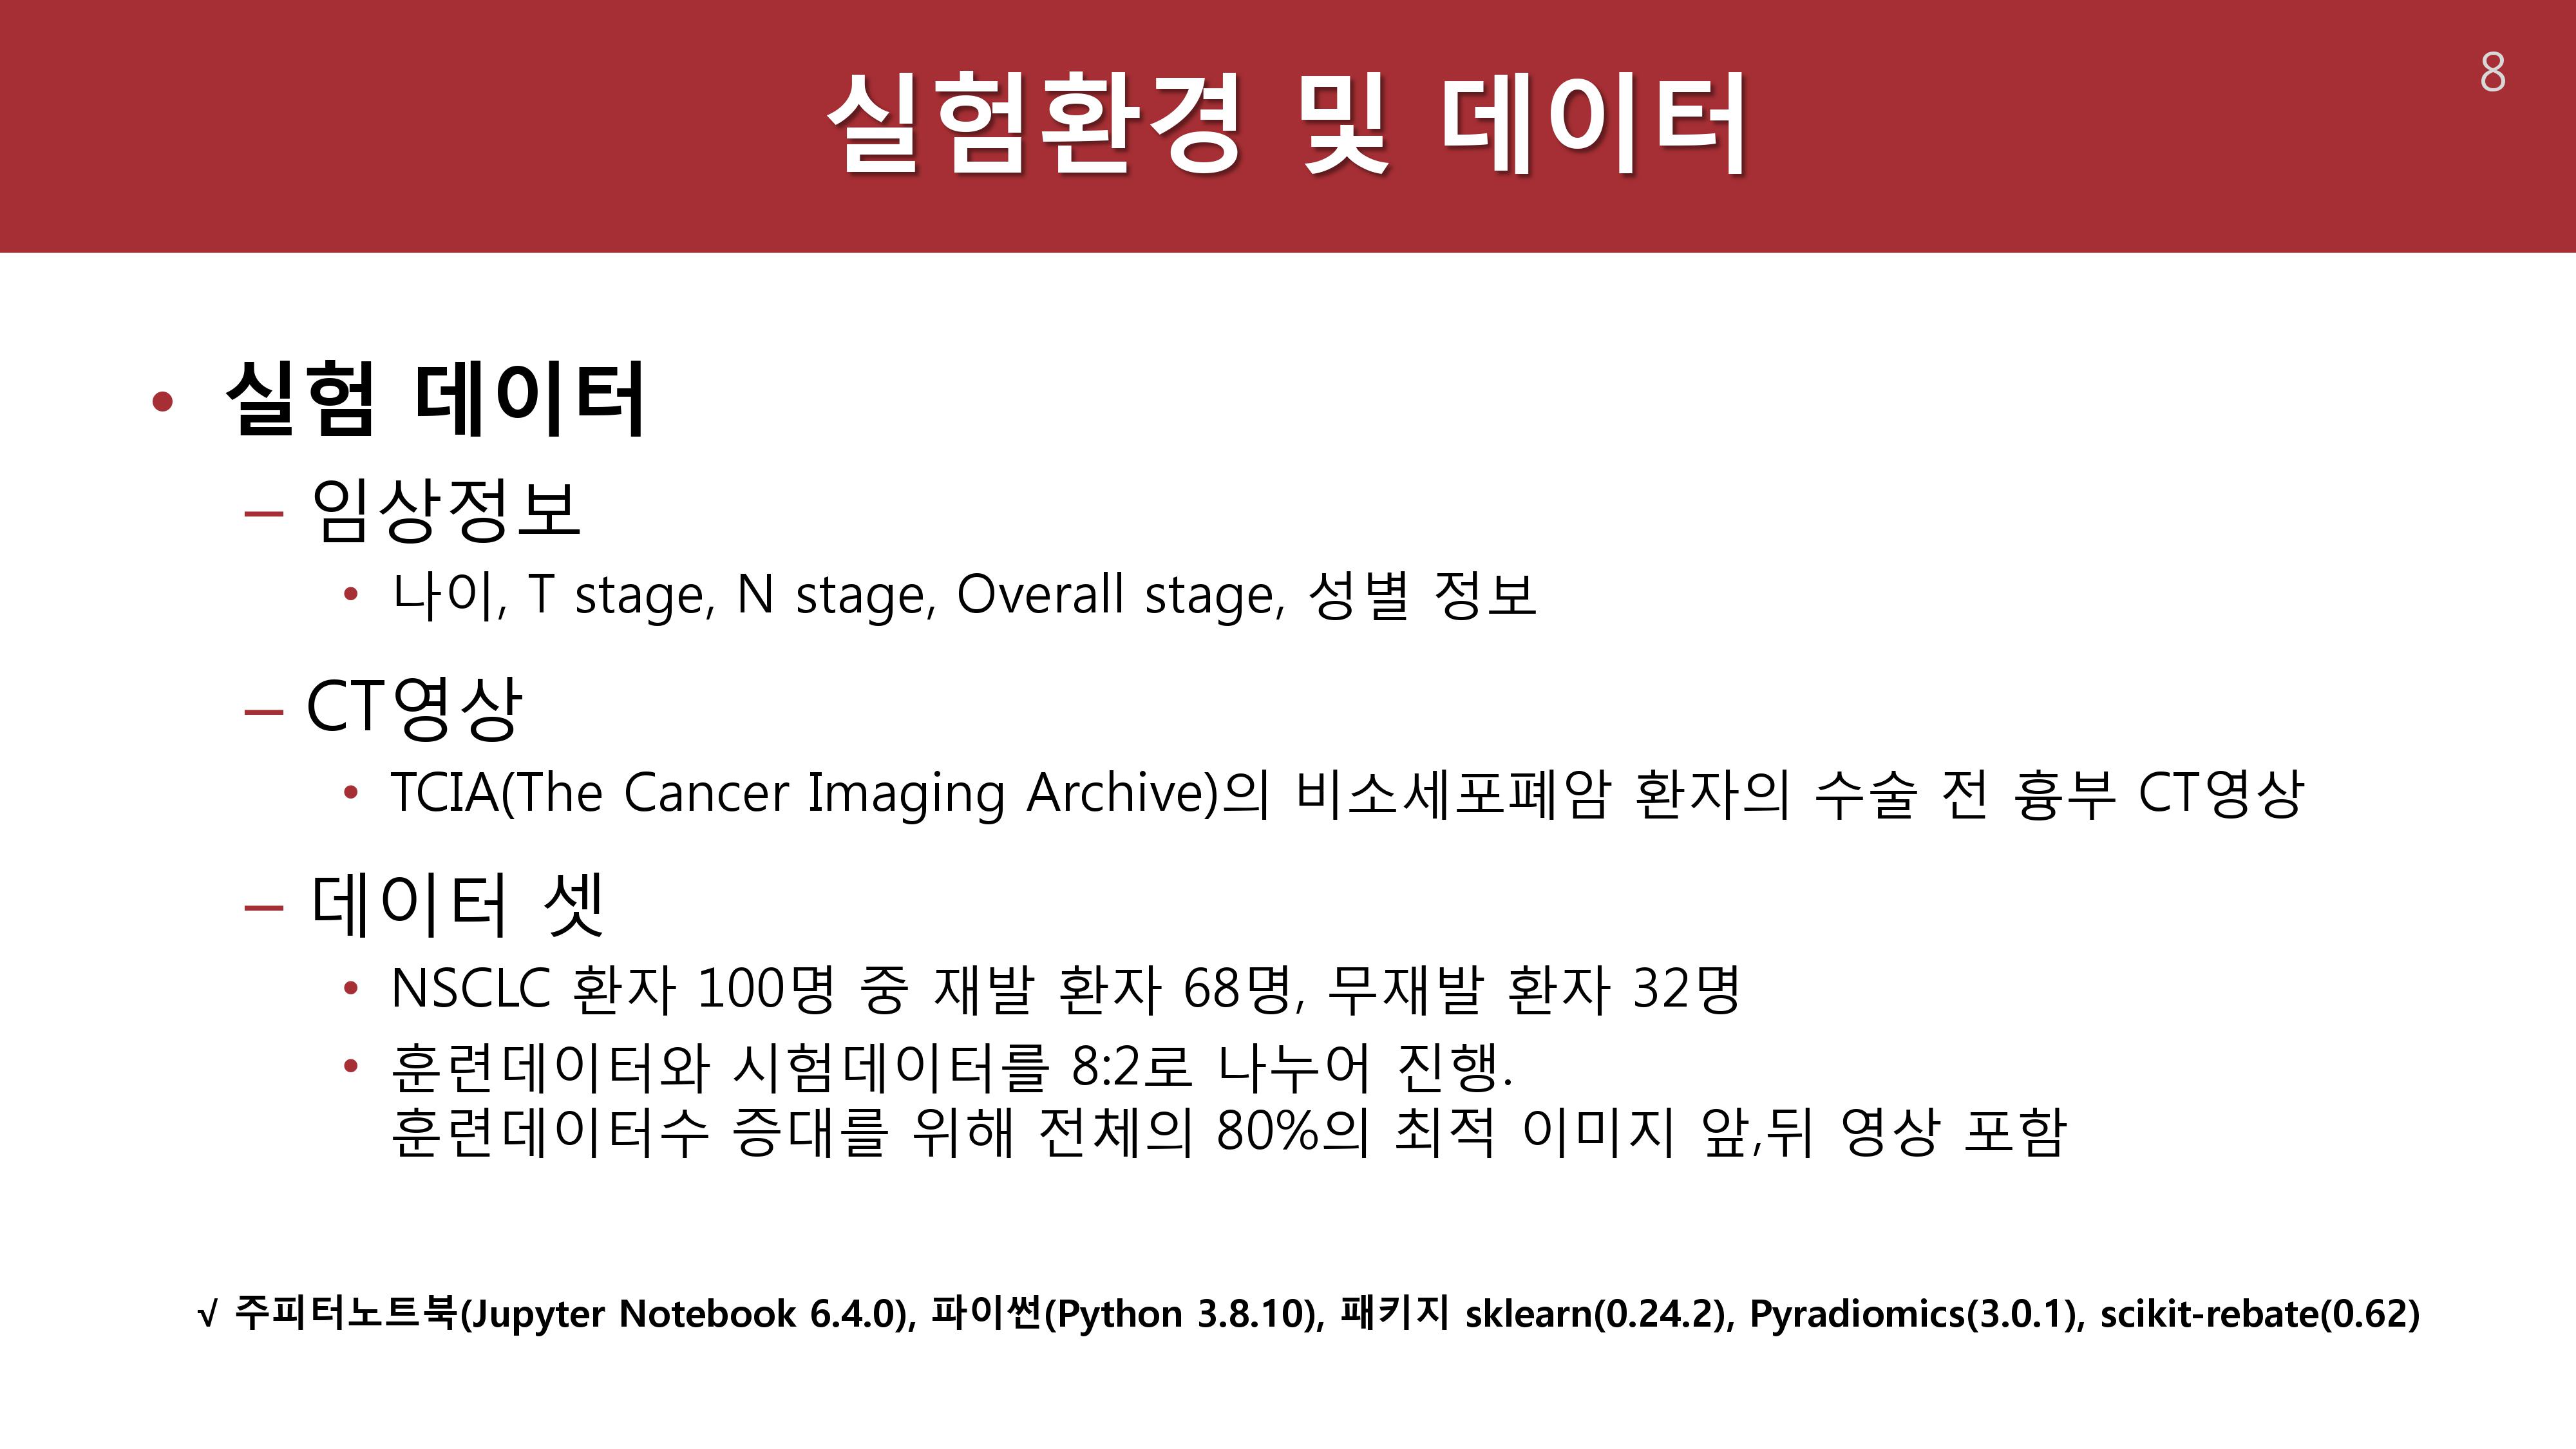 8
실험환경 및 데이터
• 실험 데이터
– 임상정보
• 나이, T stage, N stage, Overall stage, 성별 정보
– CT영상
• TCIA(The Cancer Imaging Archive)의 비소세포폐암 환자의 수술 전 흉부 CT영상
– 데이터 셋
• NSCLC 환자 100명 중 재발 환자 68명, 무재발 환자 32명
• 훈련데이터와 시험데이터를 8:2로 나누어 진행.
훈련데이터수 증대를 위해 전체의 80%의 최적 이미지 앞,뒤 영상 포함
√ 주피터노트북(Jupyter Notebook 6.4.0), 파이썬(Python 3.8.10), 패키지 sklearn(0.24.2), Pyradiomics(3.0.1), scikit-rebate(0.62)